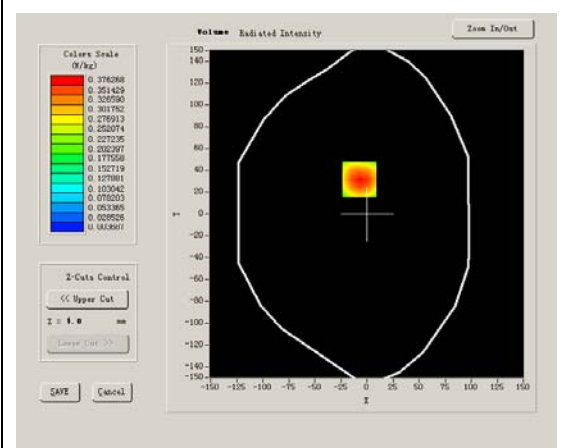 Volume Radiated Intensity
Zoom In/Out
Colors Scale
(W/kg)
0.376268
0.351429
0.326590
0.301752
0.276913
0.252074
0.227235
0.202397
0.177558
0.152719
0.127881
0.103042
0.078203
0.053365
0.028526
0.003687
150
140
120
100
80
60
40
20
0
-20
-40
-60
-80
-100
-120
-140
-150
Y
-150 -125 -100 -75 -50 -25 0 25 50 75 100 125 150
X
Z-Cuts Control
<< Upper Cut
Z = 4.0 mm
Lower Cut >>
SAVE
Cancel